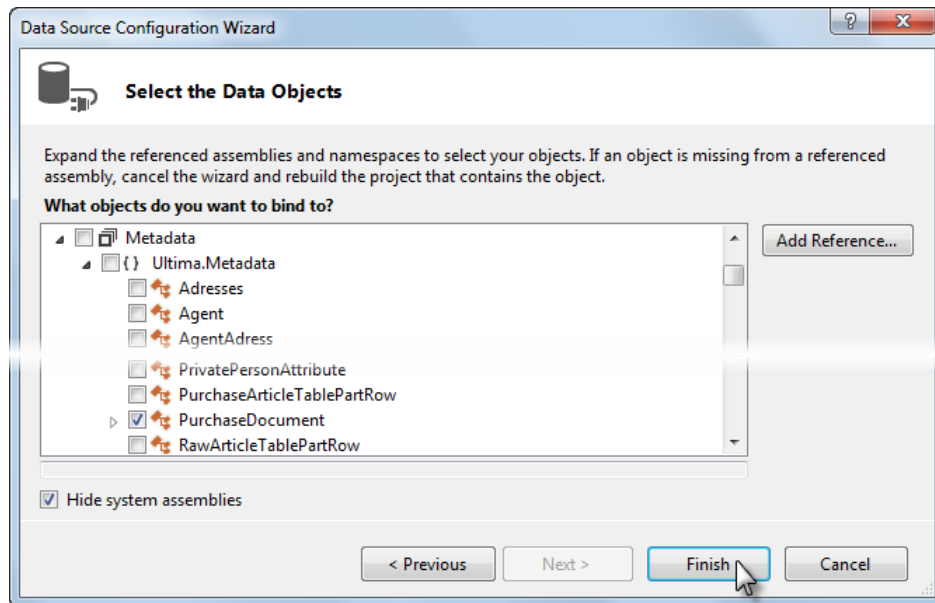 Data Source Configuration Wizard
?
Select the Data Objects
Expand the referenced assemblies and namespaces to select your objects. If an object is missing from a referenced
assembly, cancel the wizard and rebuild the project that contains the object.
What objects do you want to bind to?
Metadata
Add Reference...
{ } Ultima.Metadata
Adresses
Agent
AgentAdress
PrivatePersonAttribute
PurchaseArticleTablePartRow
PurchaseDocument
RawArticleTablePartRow
Hide system assemblies
< Previous
Next >
Finish
Cancel